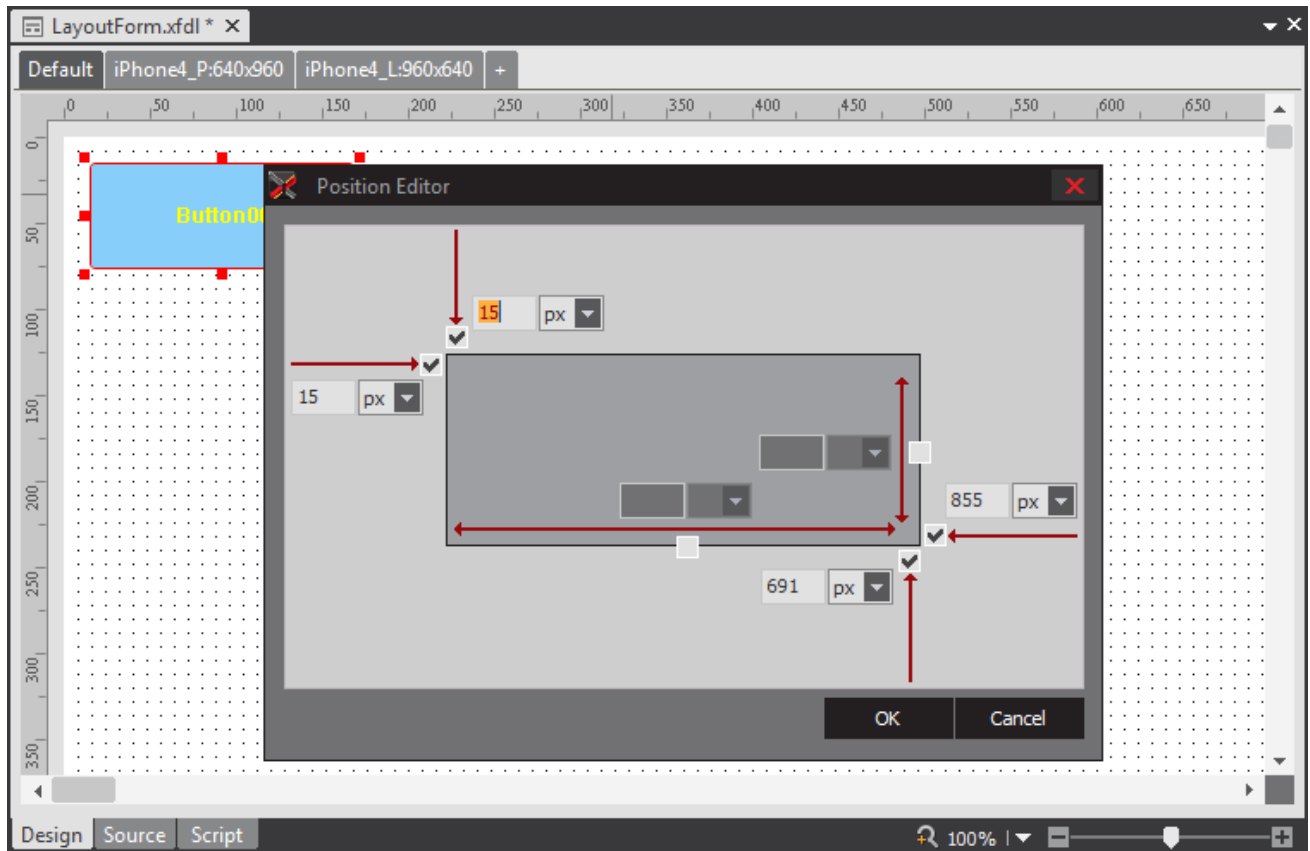 LayoutForm.xfdl *
Default iPhone4_P:640x960 iPhone4_L:960x640 +
0 50 100 150 200 250 300 350 400 450 500 550 600 650
0
50
100
150
200
250
300
350
Button00
Position Editor
15 px
15 px
855 px
691 px
OK Cancel
Design Source Script 100%